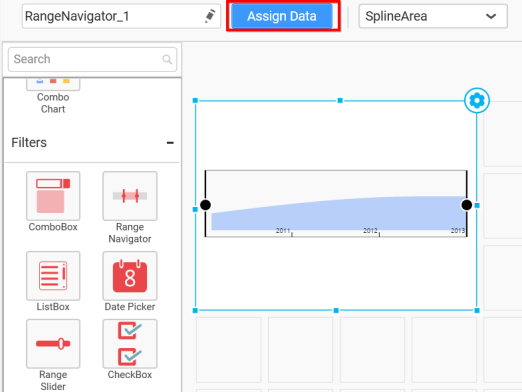 RangeNavigator_1
Assign Data
SplineArea
Search
Combo
Chart
Filters
ComboBox
Range
Navigator
8
ListBox
Date Picker
Range
Slider
CheckBox
2011
2012
2013